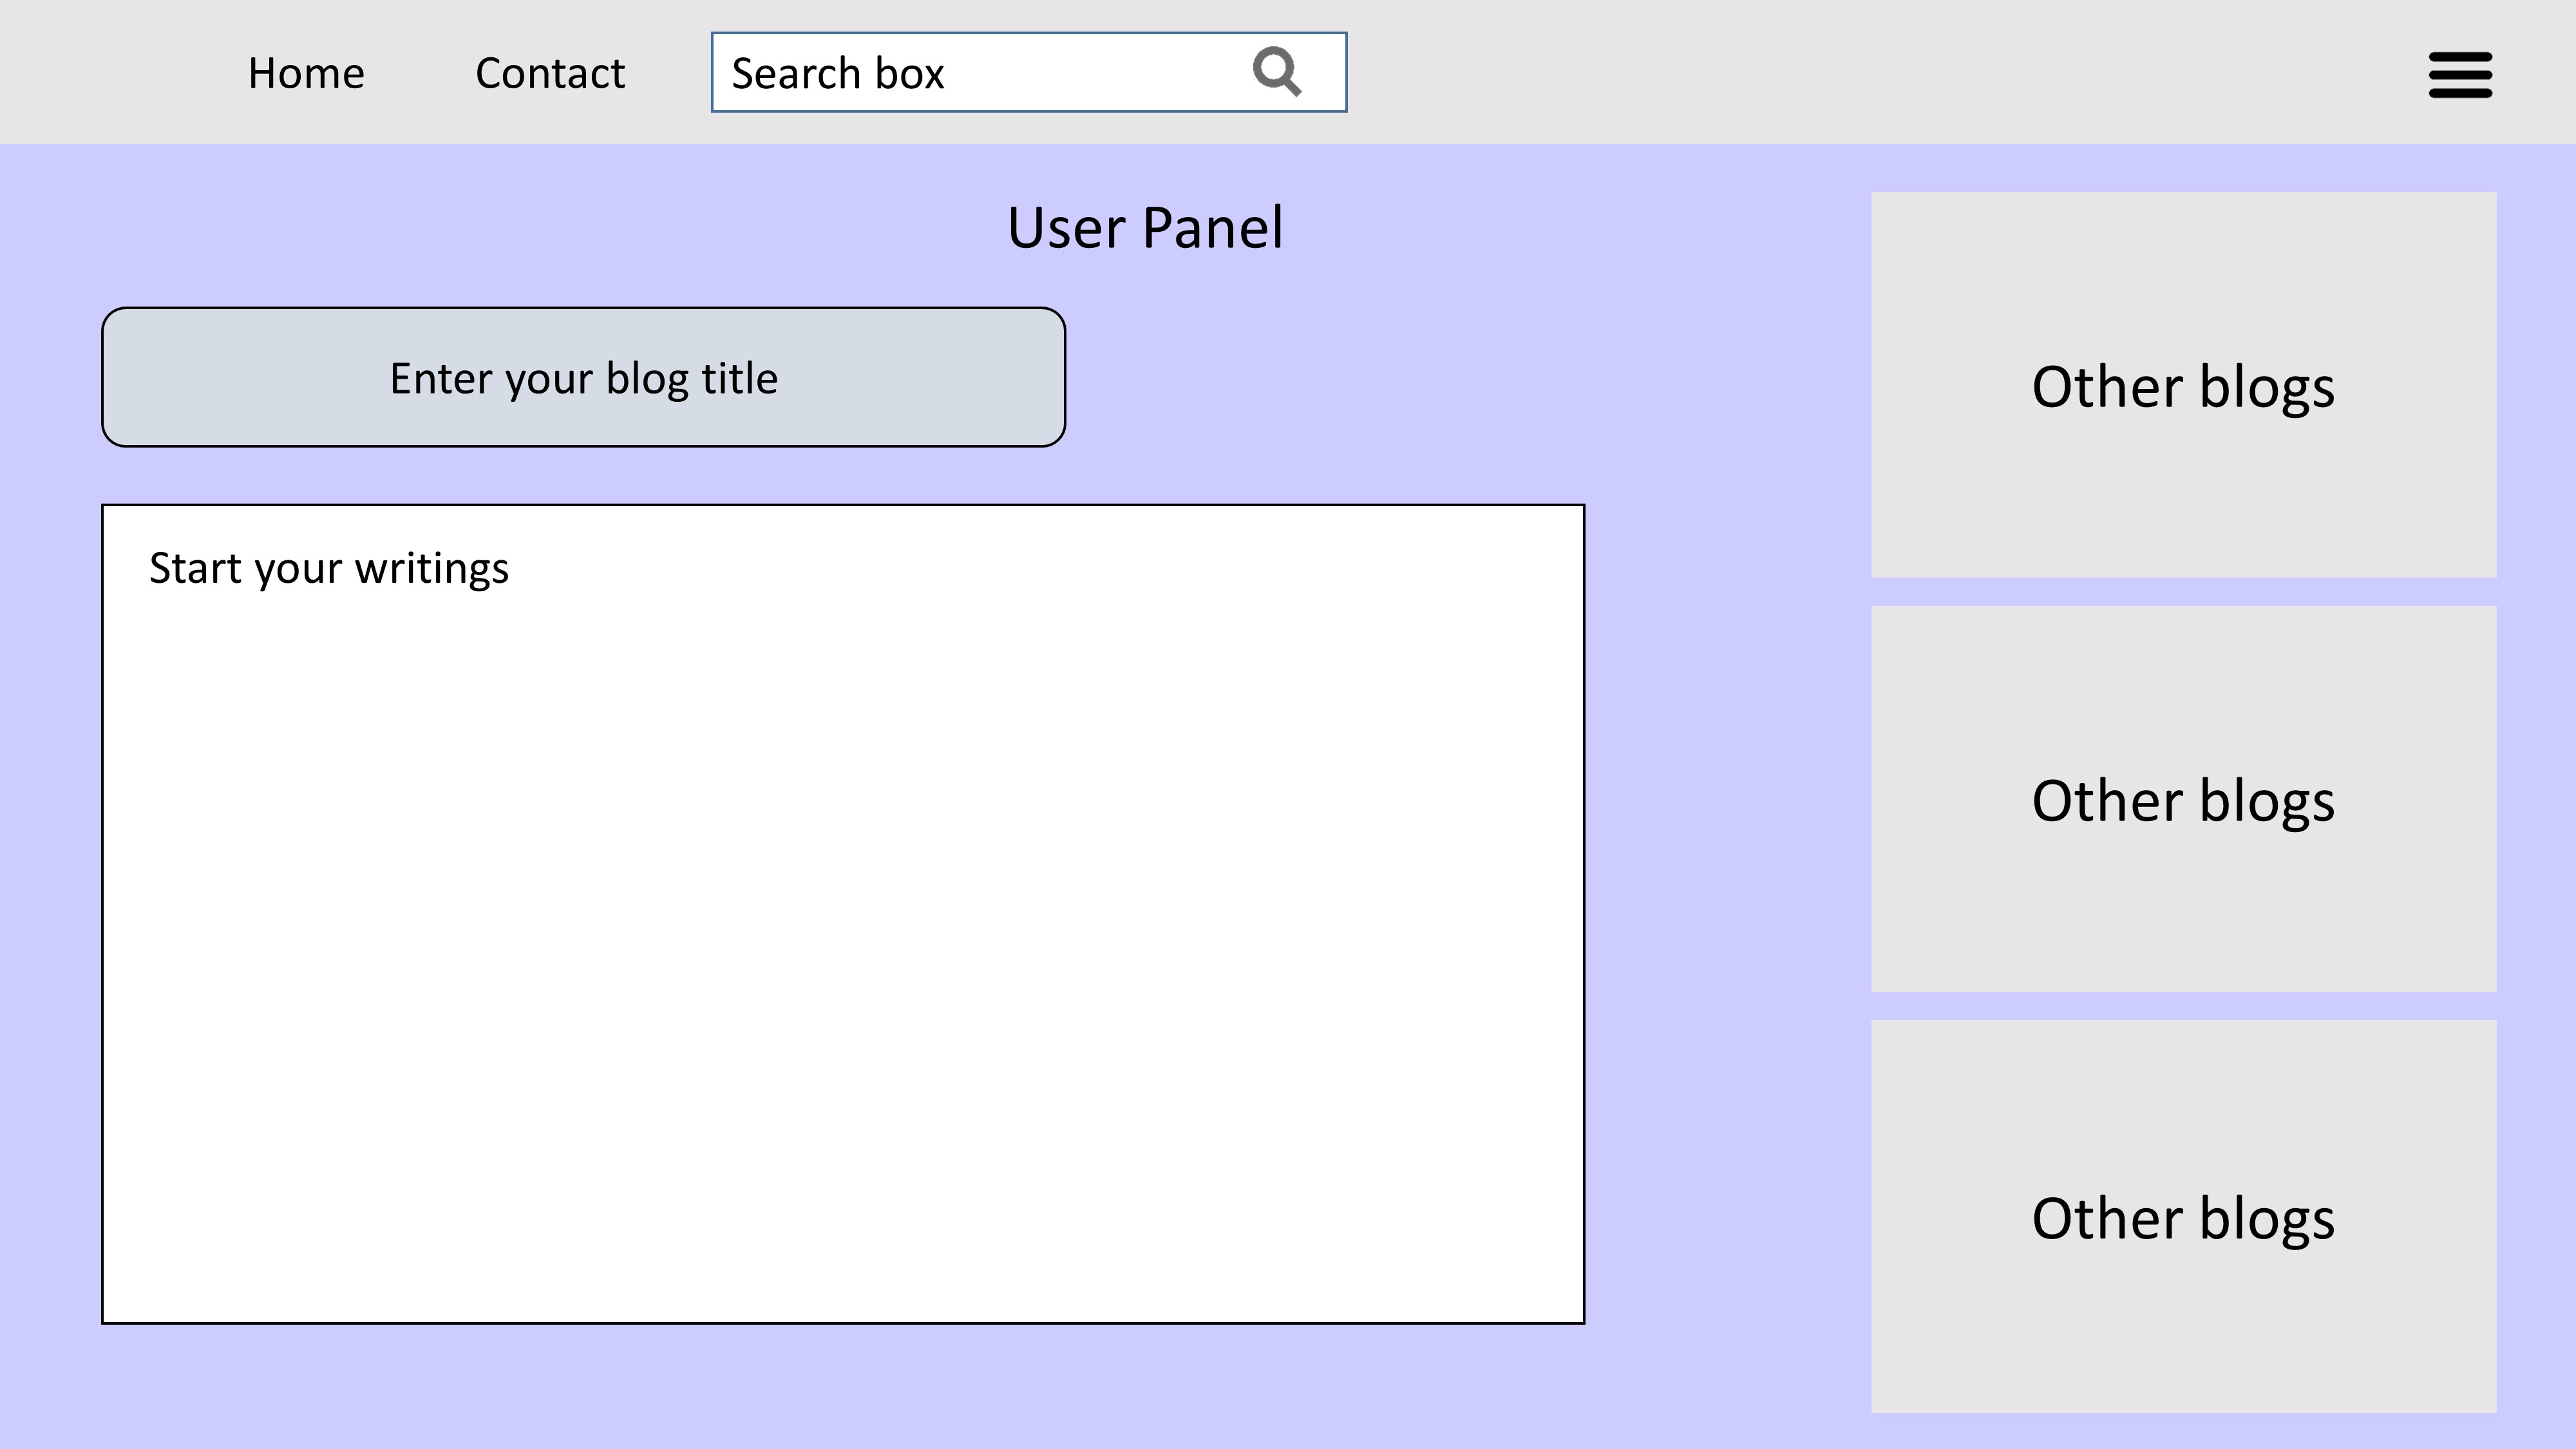 Home
Contact
Search box
User Panel
Enter your blog title
Start your writings
Other blogs
Other blogs
Other blogs